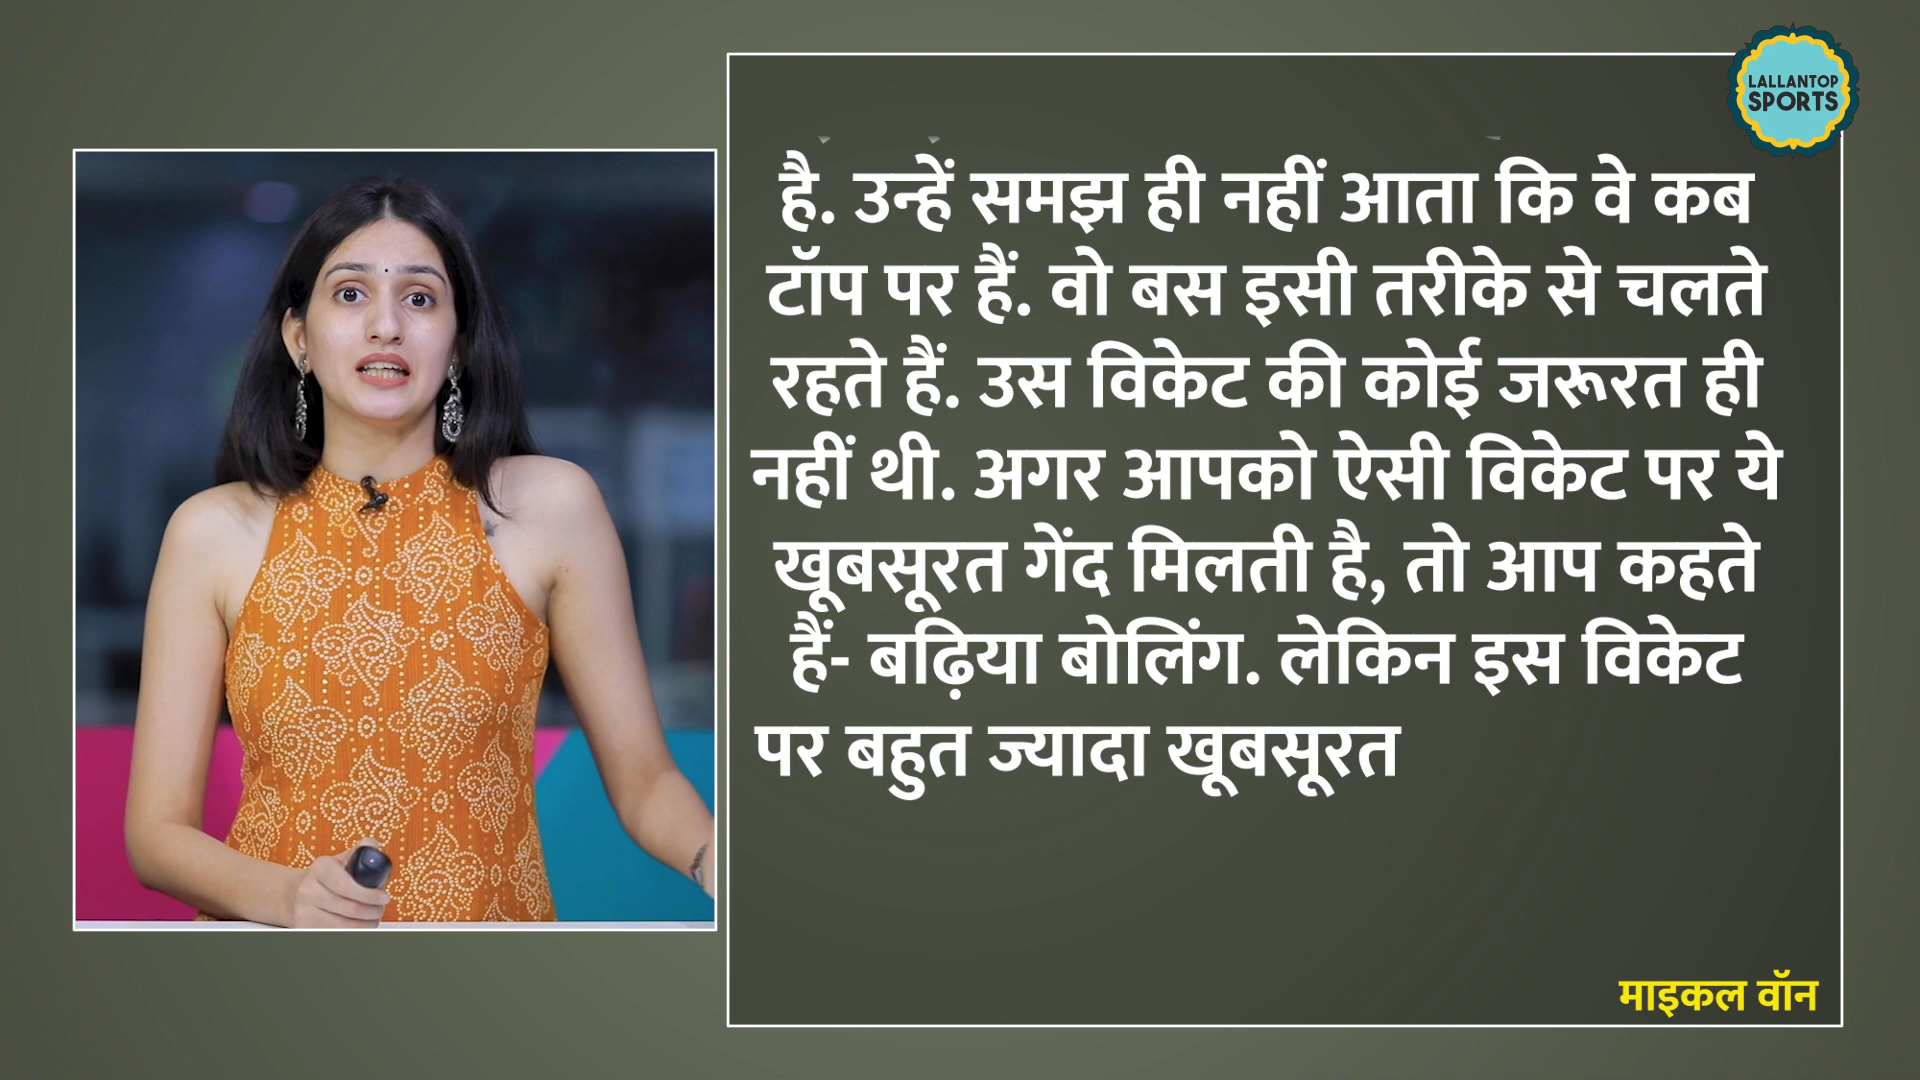 LALLANTOP
SPORTS
है. उन्हें समझ ही नहीं आता कि वे कब
टॉप पर हैं. वो बस इसी तरीके से चलते
रहते हैं. उस विकेट की कोई जरूरत ही
नहीं थी. अगर आपको ऐसी विकेट पर ये
खूबसूरत गेंद मिलती है, तो आप कहते
हैं- बढ़िया बोलिंग. लेकिन इस विकेट
पर बहुत ज्यादा खूबसूरत
माइकल वॉन